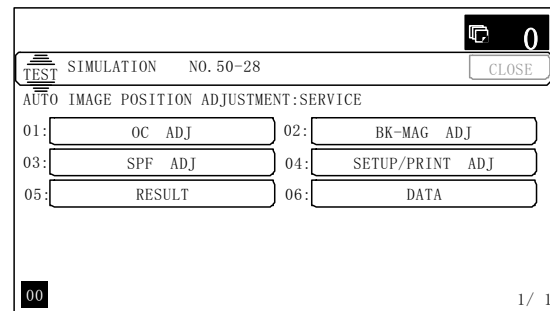 0
TEST SIMULATION NO.50-28 CLOSE
AUTO IMAGE POSITION ADJUSTMENT:SERVICE
01: OC ADJ 02: BK-MAG ADJ
03: SPF ADJ 04: SETUP/PRINT ADJ
05: RESULT 06: DATA
00 1/ 1